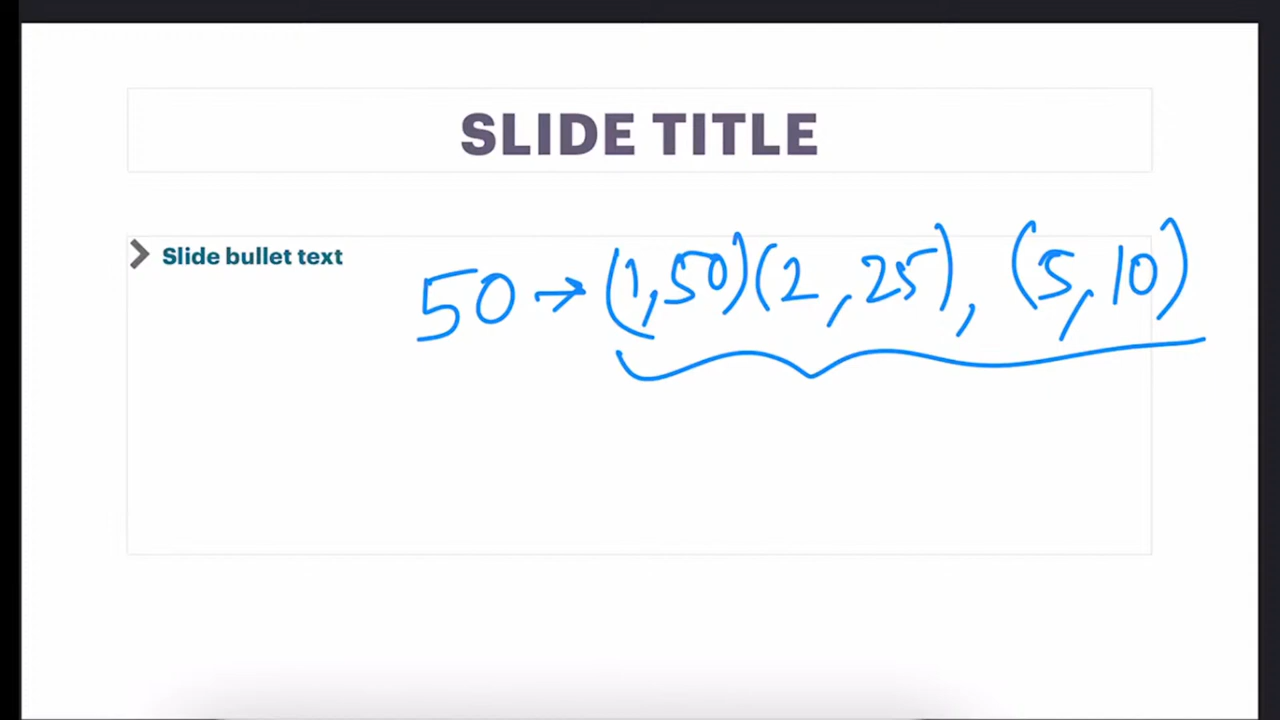 SLIDE TITLE
Slide bullet text
50 → (1,50)(2,25), (5,10)